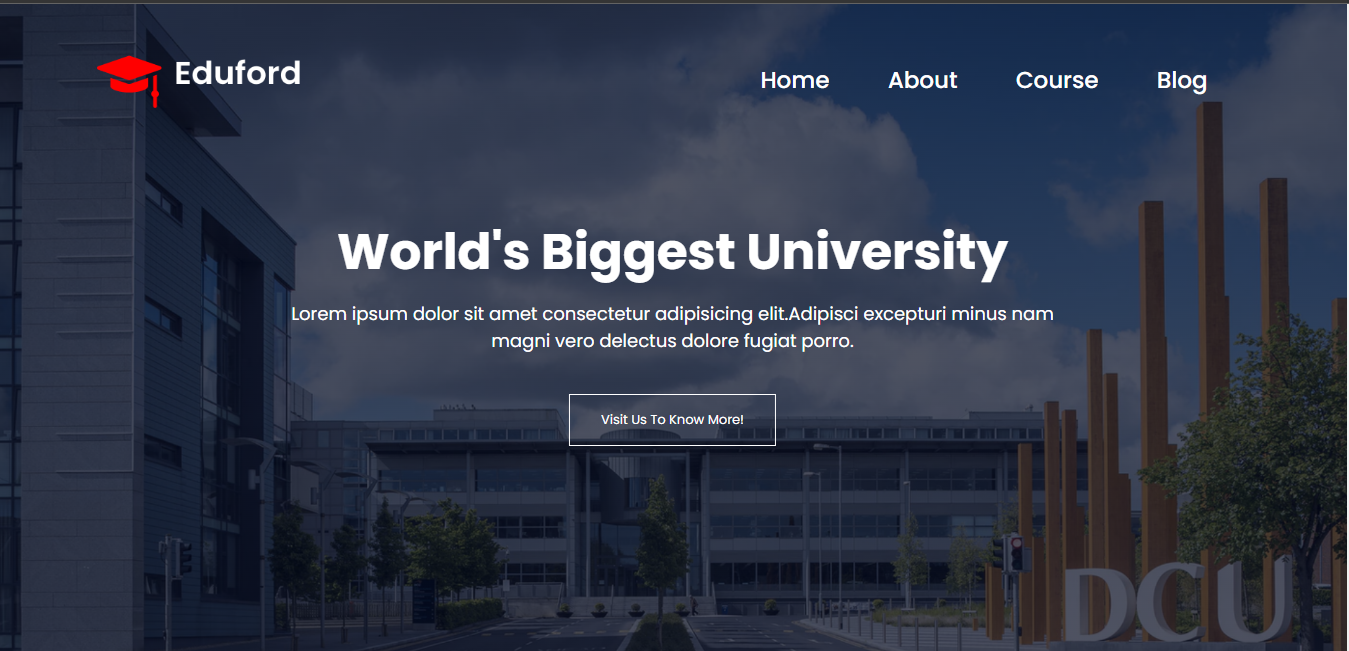 Eduford
Home About Course Blog
World's Biggest University
Lorem ipsum dolor sit amet consectetur adipisicing elit.Adipisci excepturi minus nam
magni vero delectus dolore fugiat porro.
Visit Us To Know More!
DCU